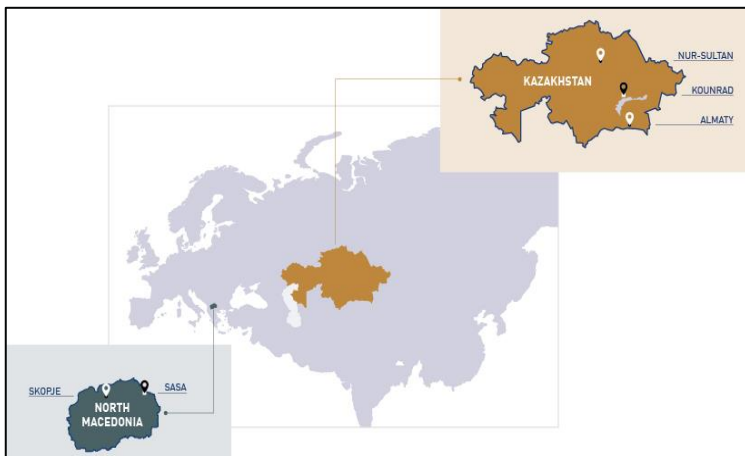 NUR-SULTAN
KAZAKHSTAN
KOUNRAD
ALMATY
SKOPJE
SASA
NORTH
MACEDONIA